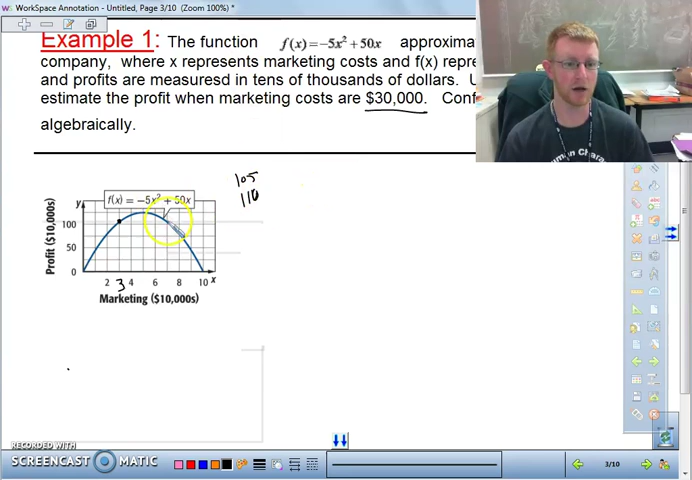 WorkSpace Annotation - Untitled, Page 3/10 (Zoom 100%) *
Example 1: The function f(x)=-5x² + 50x approximat
company, where x represents marketing costs and f(x) repre
and profits are measuresd in tens of thousands of dollars. U
estimate the profit when marketing costs are $30,000. Conf
algebraically.
105
110
f(x) = -5x² + 50x
y
Profit ($10,000s)
100
50
0
2 3 4 6 8 10 x
Marketing ($10,000s)
Human Charac
RECORDED WITH
SCREENCAST MATIC
3/10